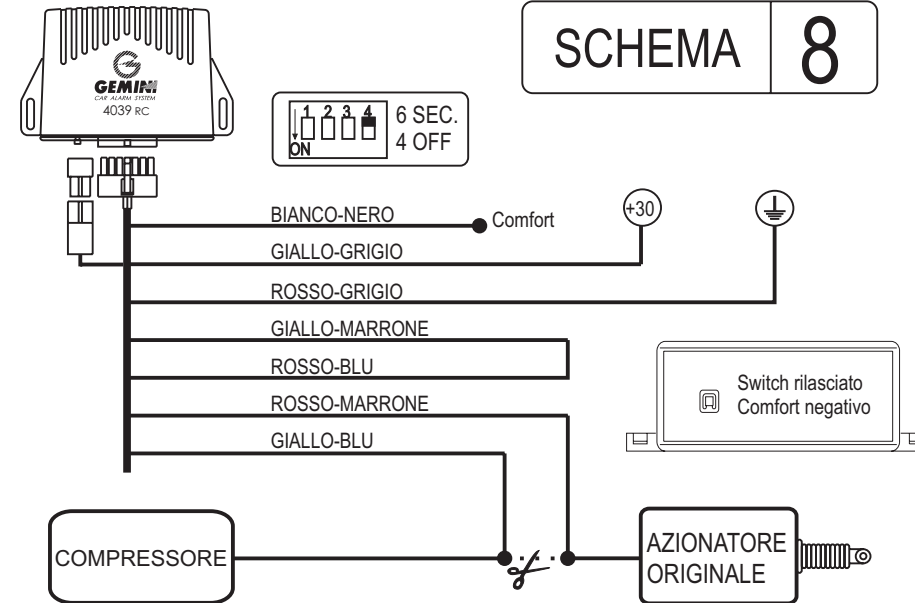 SCHEMA 8
GEMINI
CAR ALARM SYSTEM
4039 RC
1 2 3 4
ON
6 SEC.
4 OFF
BIANCO-NERO
Comfort
+30
GIALLO-GRIGIO
ROSSO-GRIGIO
GIALLO-MARRONE
ROSSO-BLU
ROSSO-MARRONE
GIALLO-BLU
Switch rilasciato
Comfort negativo
COMPRESSORE
AZIONATORE
ORIGINALE